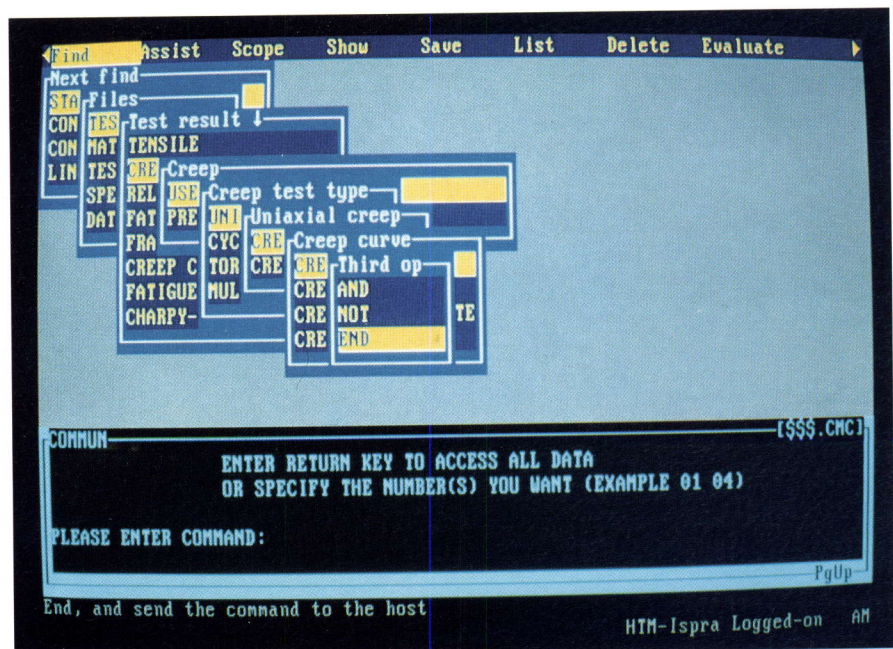 Find Assist Scope Show Save List Delete Evaluate
Next find
STA Files
CON TES Test result ↓
CON MAT TENSILE
LIN TES CRE Creep
SPE REL USE Creep test type
DAT FAT PRE UNI Uniaxial creep
FRA CYC CRE Creep curve
CREEP C TOR CRE CRE Third op
FATIGUE MUL CRE AND
CHARPY- CRE NOT TE
CRE END
COMMUN [$$$.CMC]
ENTER RETURN KEY TO ACCESS ALL DATA
OR SPECIFY THE NUMBER(S) YOU WANT (EXAMPLE 01 04)
PLEASE ENTER COMMAND:
PgUp
End, and send the command to the host
HTM-Ispra Logged-on AM